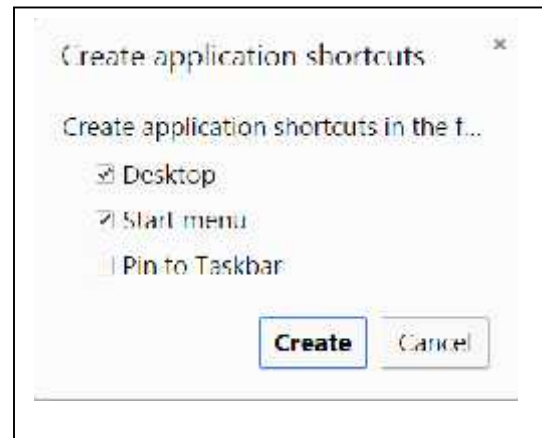 Create application shortcuts
Create application shortcuts in the f...
Desktop
Start menu
Pin to Taskbar
Create Cancel